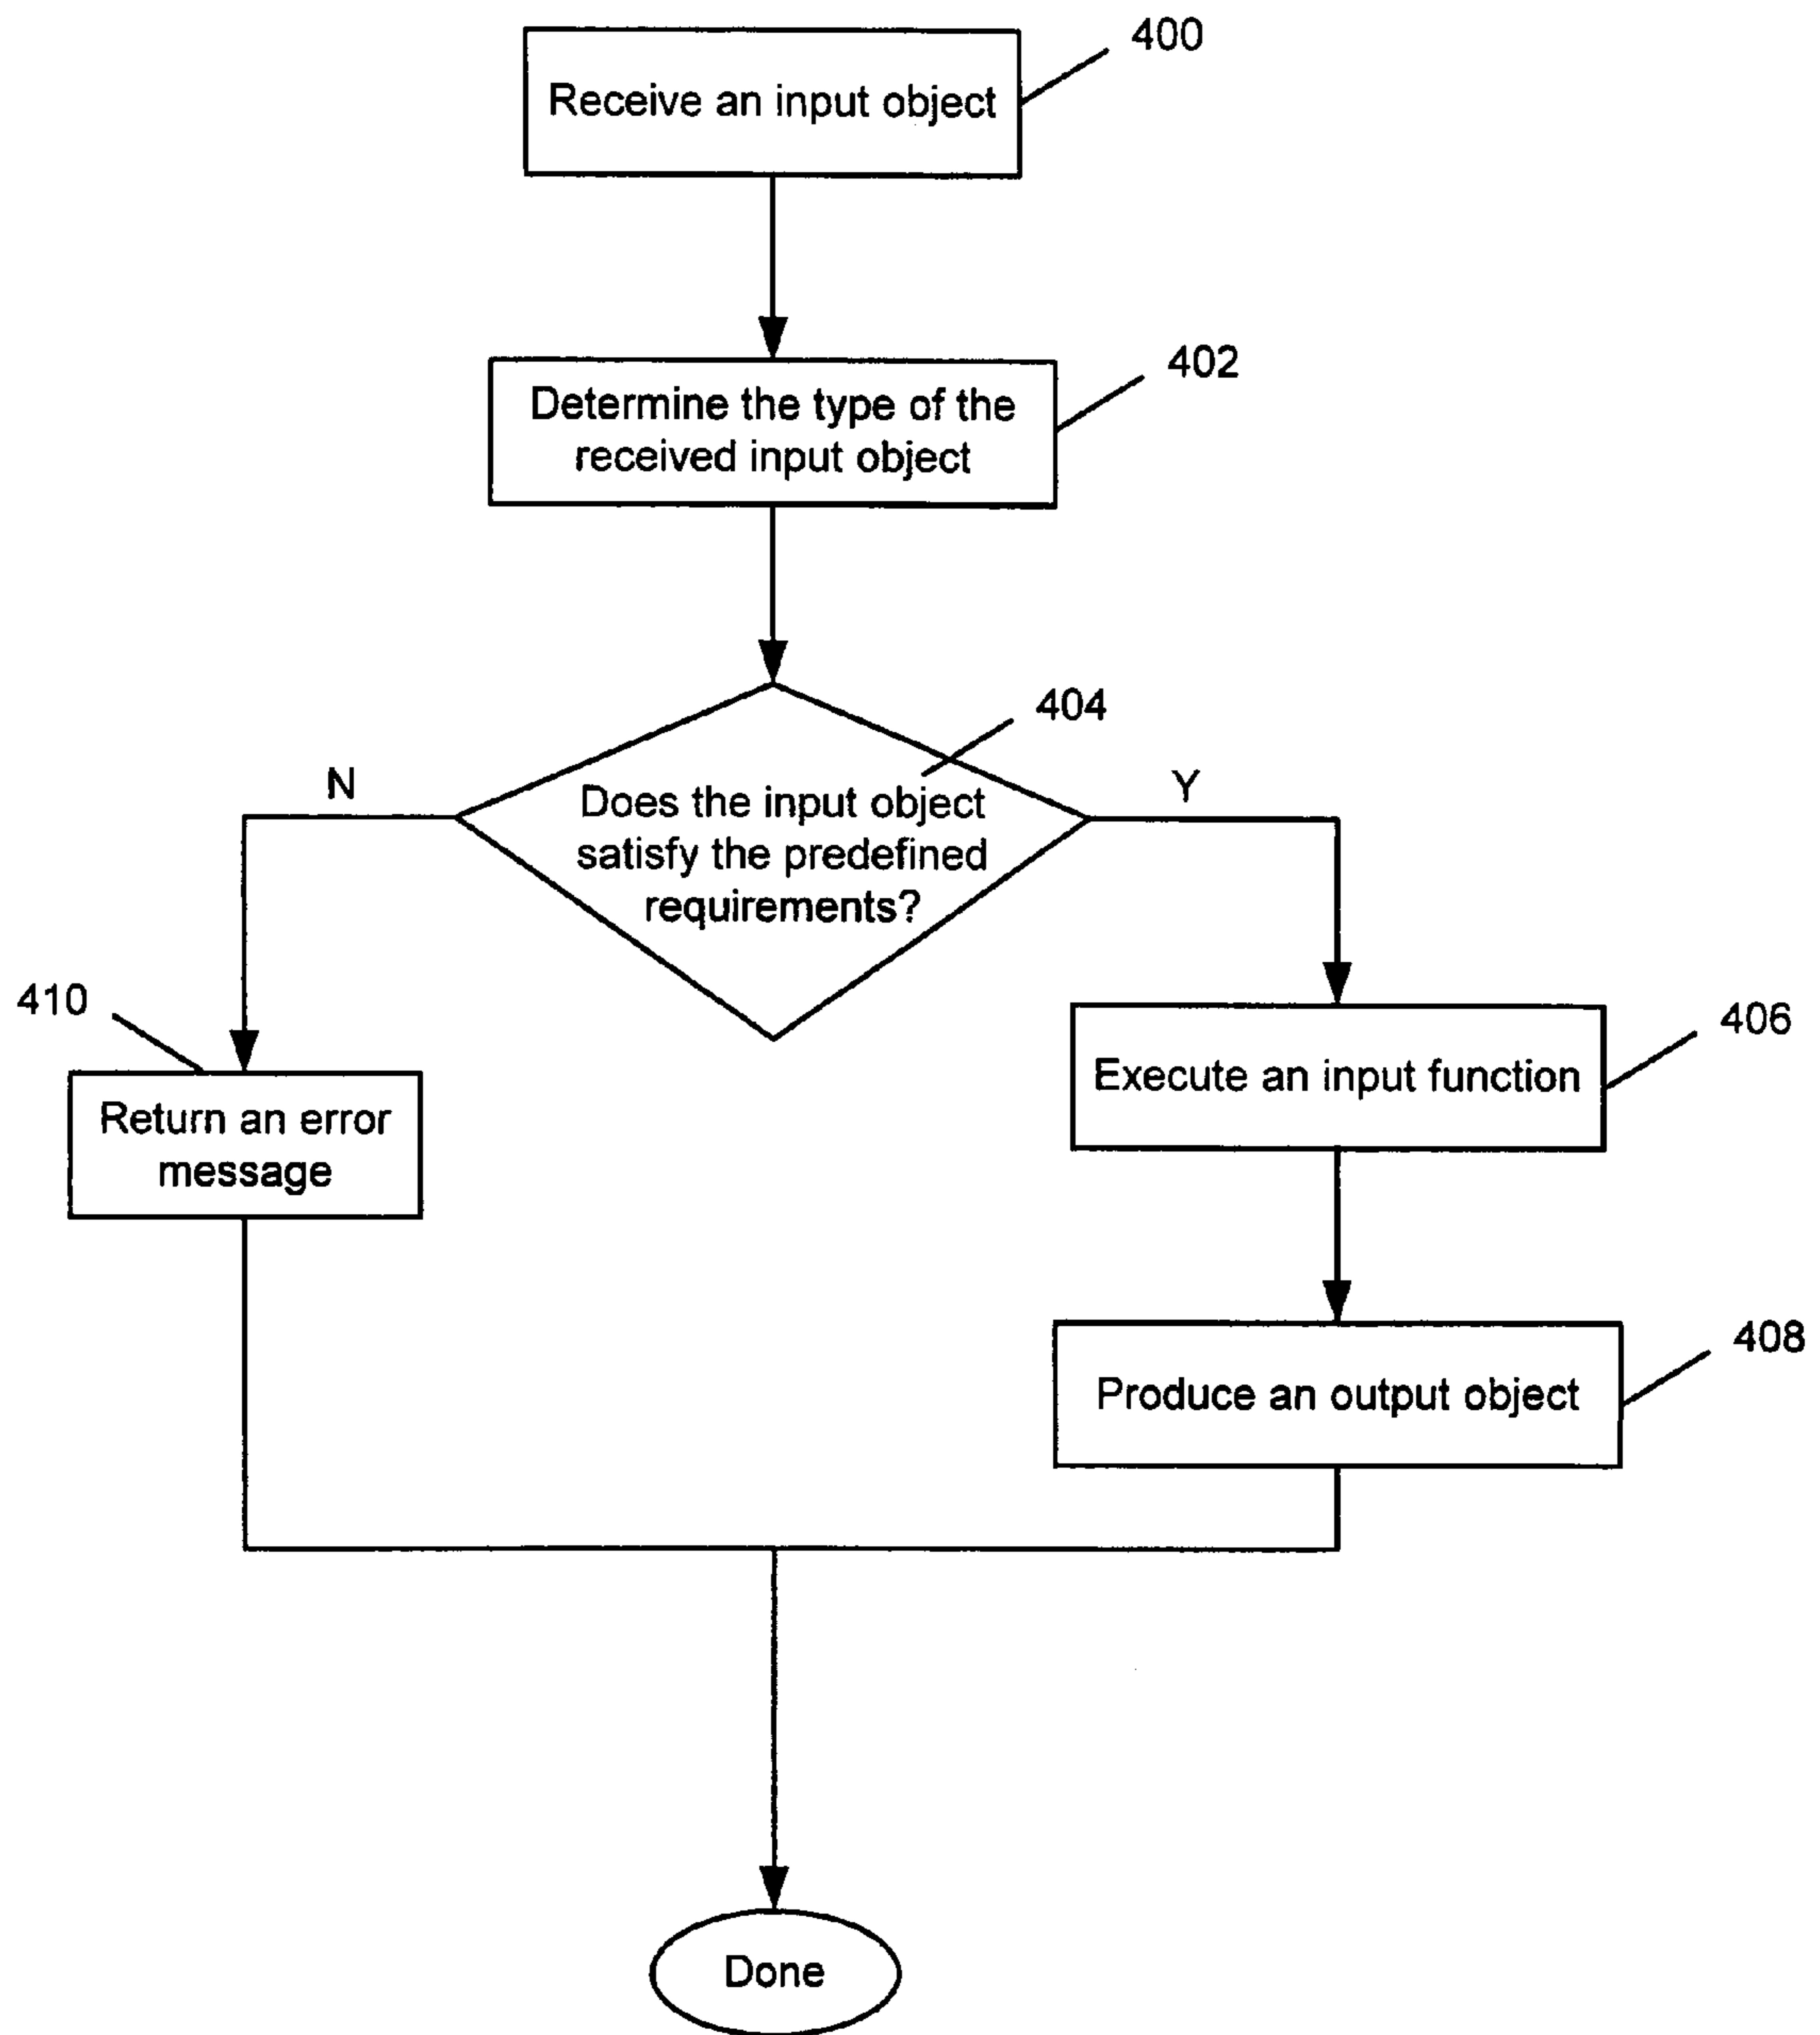 400
Receive an input object
402
Determine the type of the
received input object
404
N
Y
Does the input object
satisfy the predefined
requirements?
410
406
Return an error
message
Execute an input function
408
Produce an output object
Done